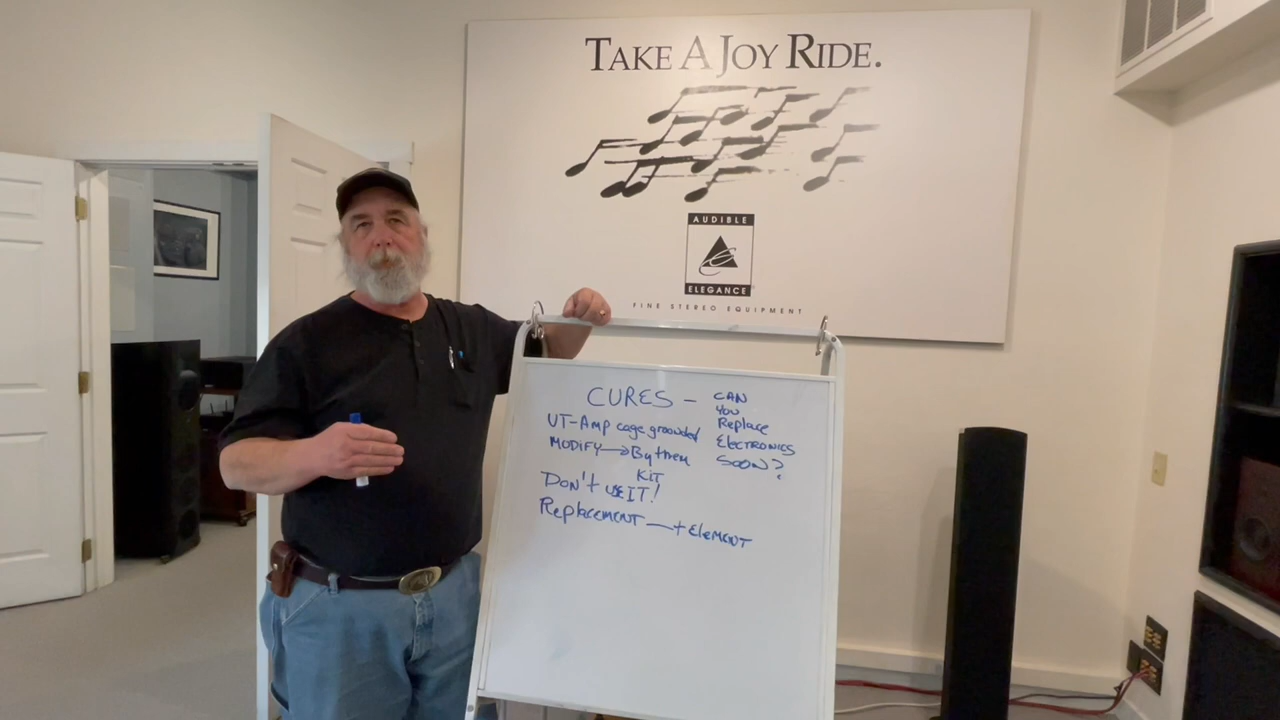 TAKE A JOY RIDE.
AUDIBLE
ELEGANCE
FINE STEREO EQUIPMENT
CURES - CAN
YOU
Replace
ELECTRONICS
SOON?
UT-AMP cage grounded
MODIFY → By them
KIT
DON'T USE IT!
Replacement → + Element